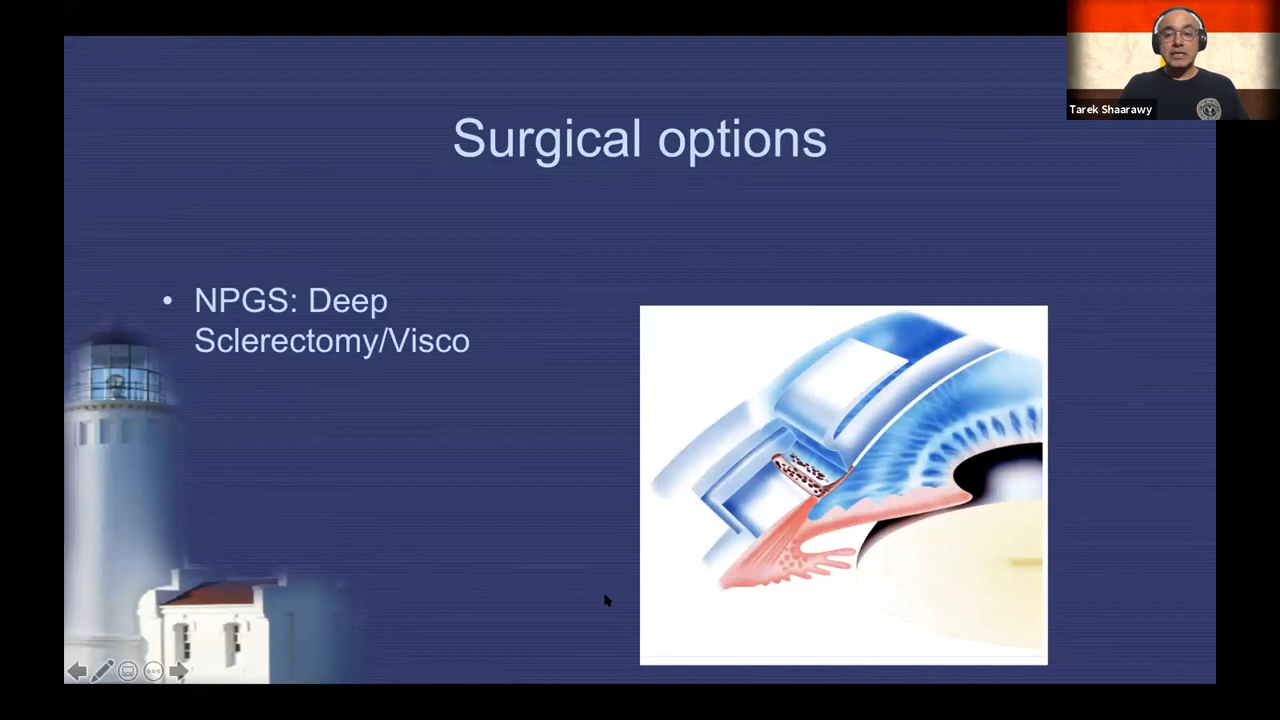 Tarek Shaarawy
Surgical options
• NPGS: Deep
Sclerectomy/Visco